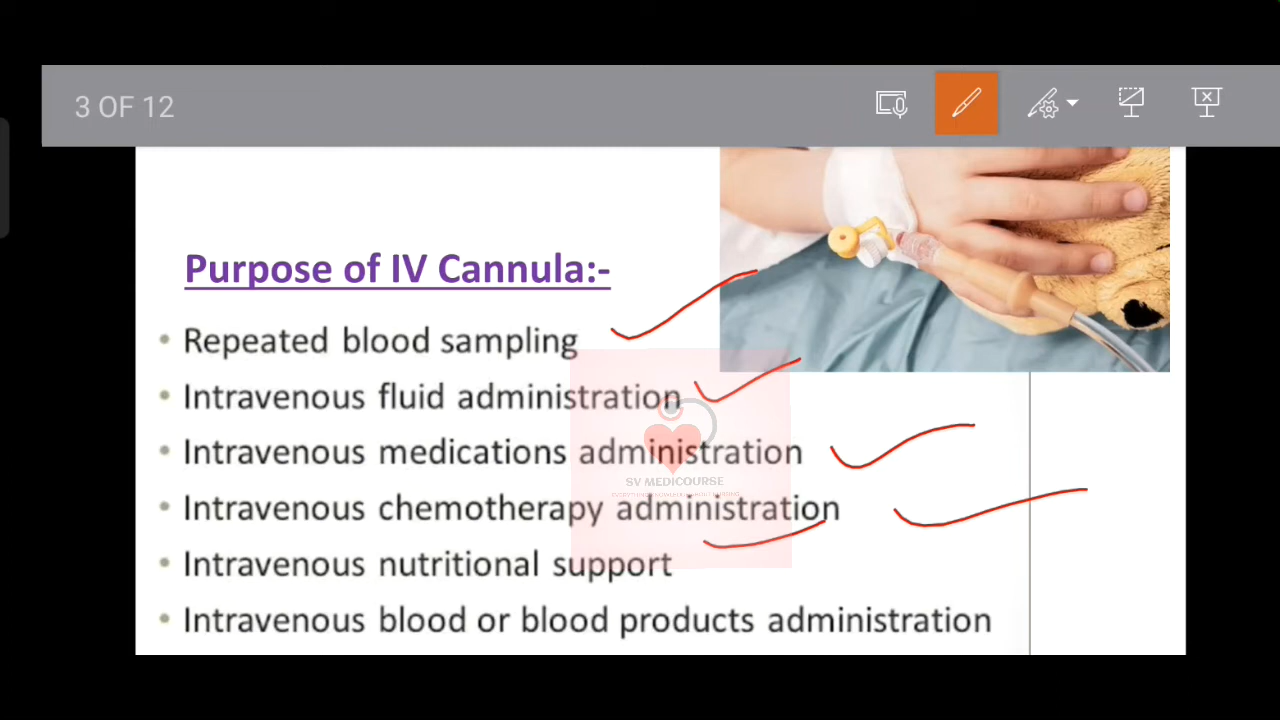 3 OF 12
Purpose of IV Cannula:-
• Repeated blood sampling
• Intravenous fluid administration
• Intravenous medications administration
SV MEDICOURSE
• Intravenous chemotherapy administration
• Intravenous nutritional support
• Intravenous blood or blood products administration